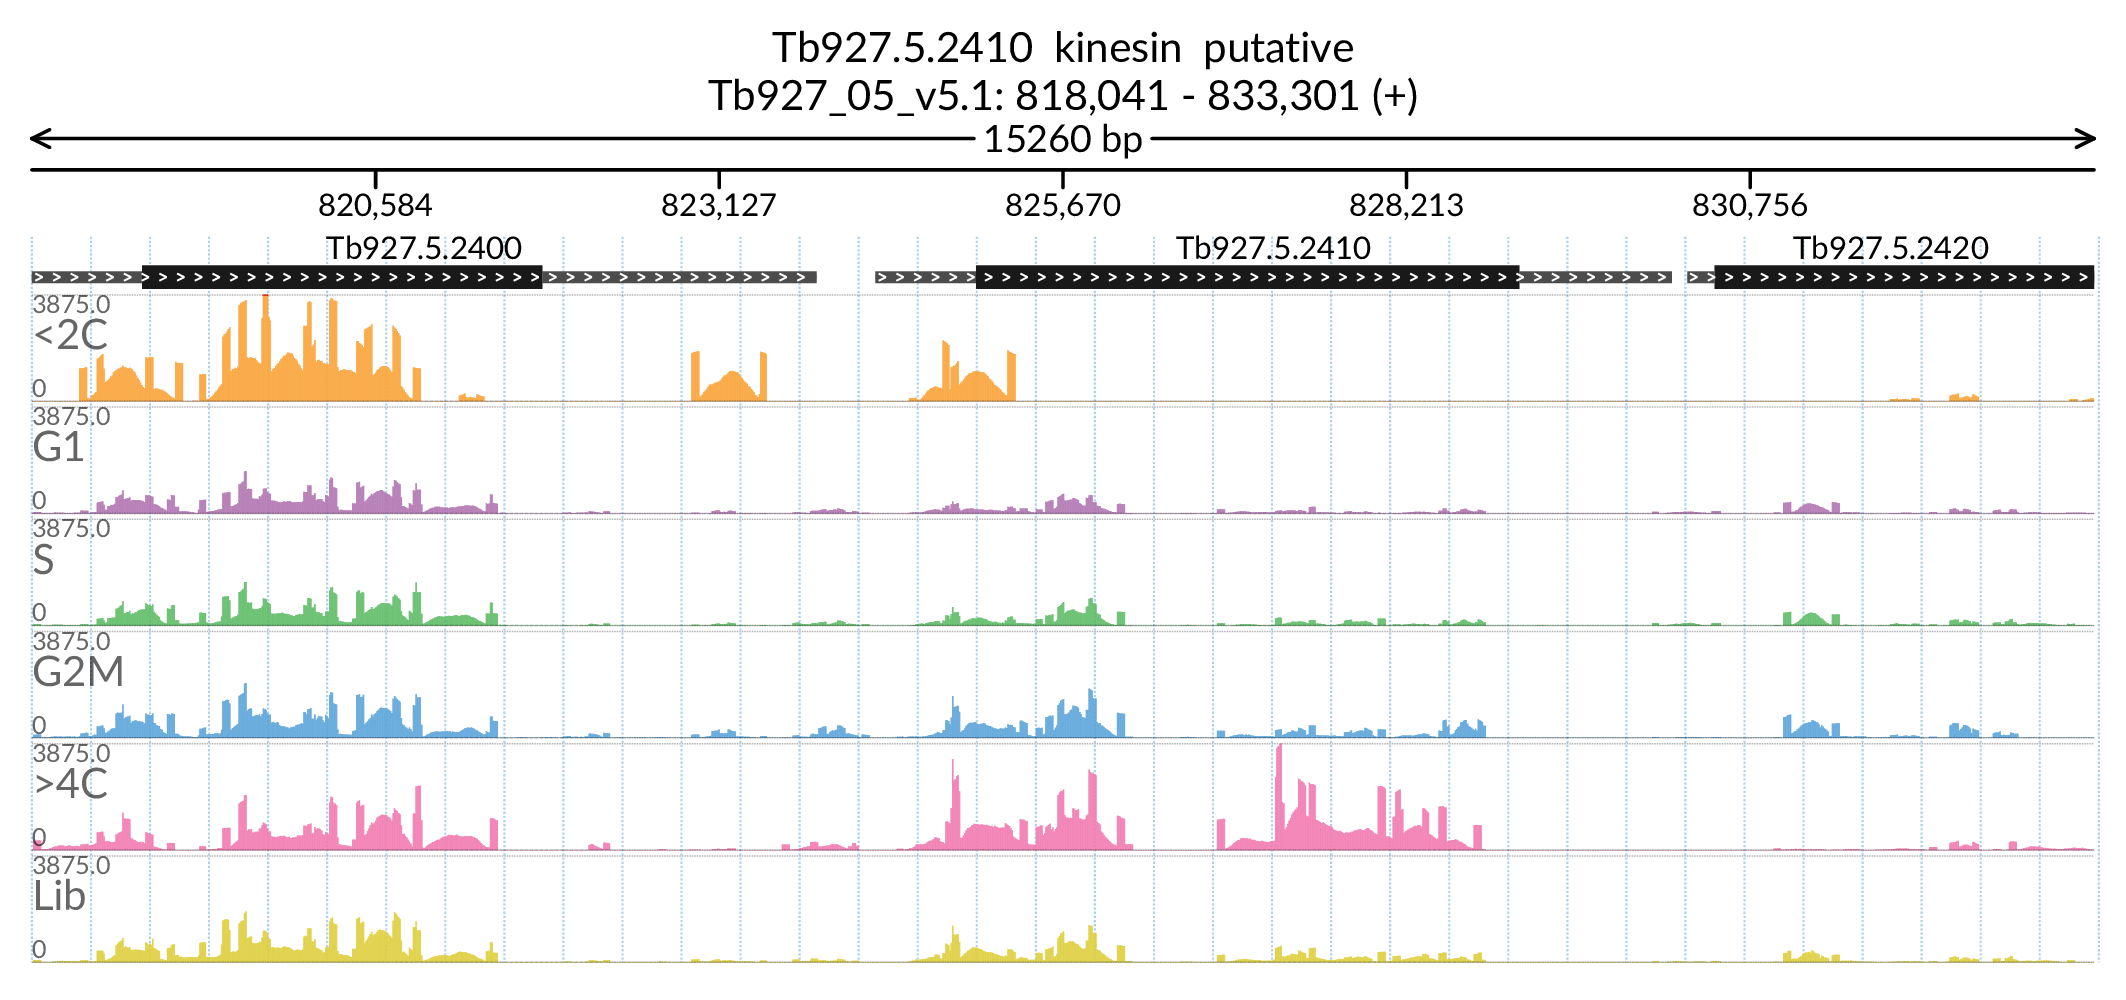 Tb927.5.2410 kinesin putative
Tb927_05_v5.1: 818,041 - 833,301 (+)
15260 bp
820,584 823,127 825,670 828,213 830,756
Tb927.5.2400 Tb927.5.2410 Tb927.5.2420
3875.0
<2C
0
3875.0
G1
0
3875.0
S
0
3875.0
G2M
0
3875.0
>4C
0
3875.0
Lib
0